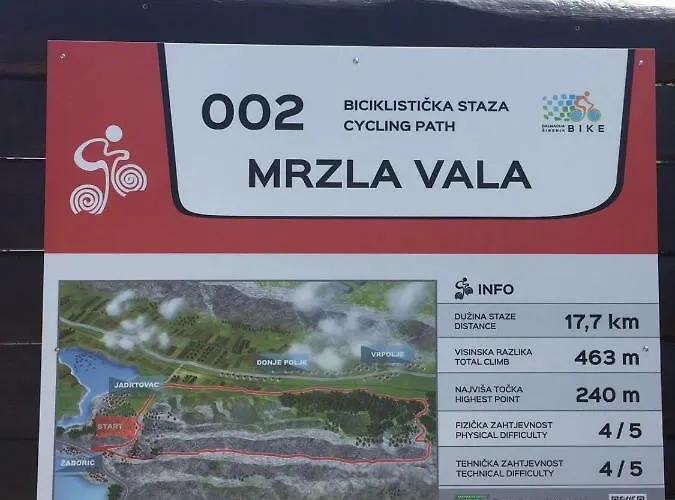 002
BICIKLISTIČKA STAZA
CYCLING PATH
DALMACIJA
ŠIBENIK BIKE
MRZLA VALA
INFO
DUŽINA STAZE
DISTANCE
17,7 km
VISINSKA RAZLIKA
TOTAL CLIMB
463 m
NAJVIŠA TOČKA
HIGHEST POINT
240 m
FIZIČKA ZAHTJEVNOST
PHYSICAL DIFFICULTY
4 / 5
TEHNIČKA ZAHTJEVNOST
TECHNICAL DIFFICULTY
4 / 5
VRPOLJE
DONJE POLJE
JADRTOVAC
START
ŽABORIĆ